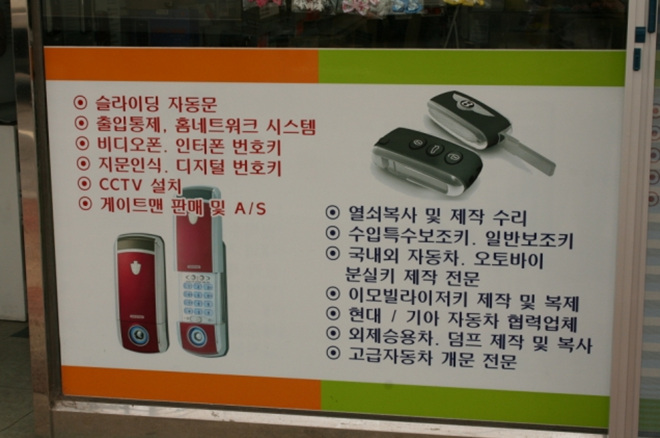 ◉ 슬라이딩 자동문
◉ 출입통제, 홈네트워크 시스템
◉ 비디오폰. 인터폰 번호키
◉ 지문인식. 디지털 번호키
◉ CCTV 설치
◉ 게이트맨 판매 및 A/S
◉ 열쇠복사 및 제작 수리
◉ 수입특수보조키. 일반보조키
◉ 국내외 자동차. 오토바이
분실키 제작 전문
◉ 이모빌라이저키 제작 및 복제
◉ 현대 / 기아 자동차 협력업체
◉ 외제승용차. 덤프 제작 및 복사
◉ 고급자동차 개문 전문